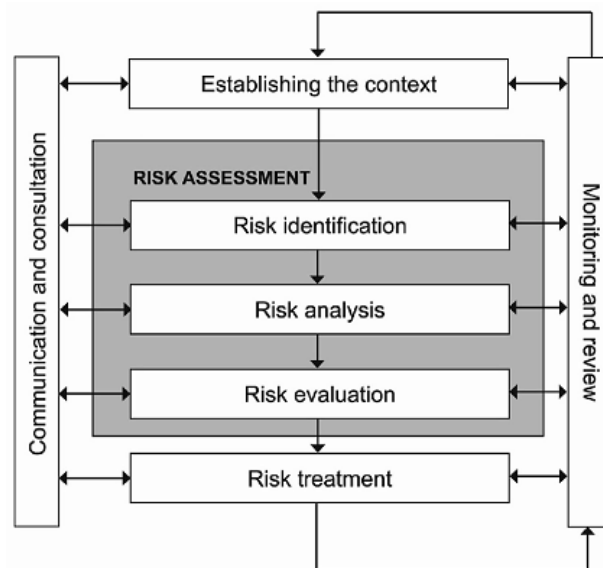 Establishing the context
RISK ASSESSMENT
Risk identification
Risk analysis
Risk evaluation
Risk treatment
Communication and consultation
Monitoring and review